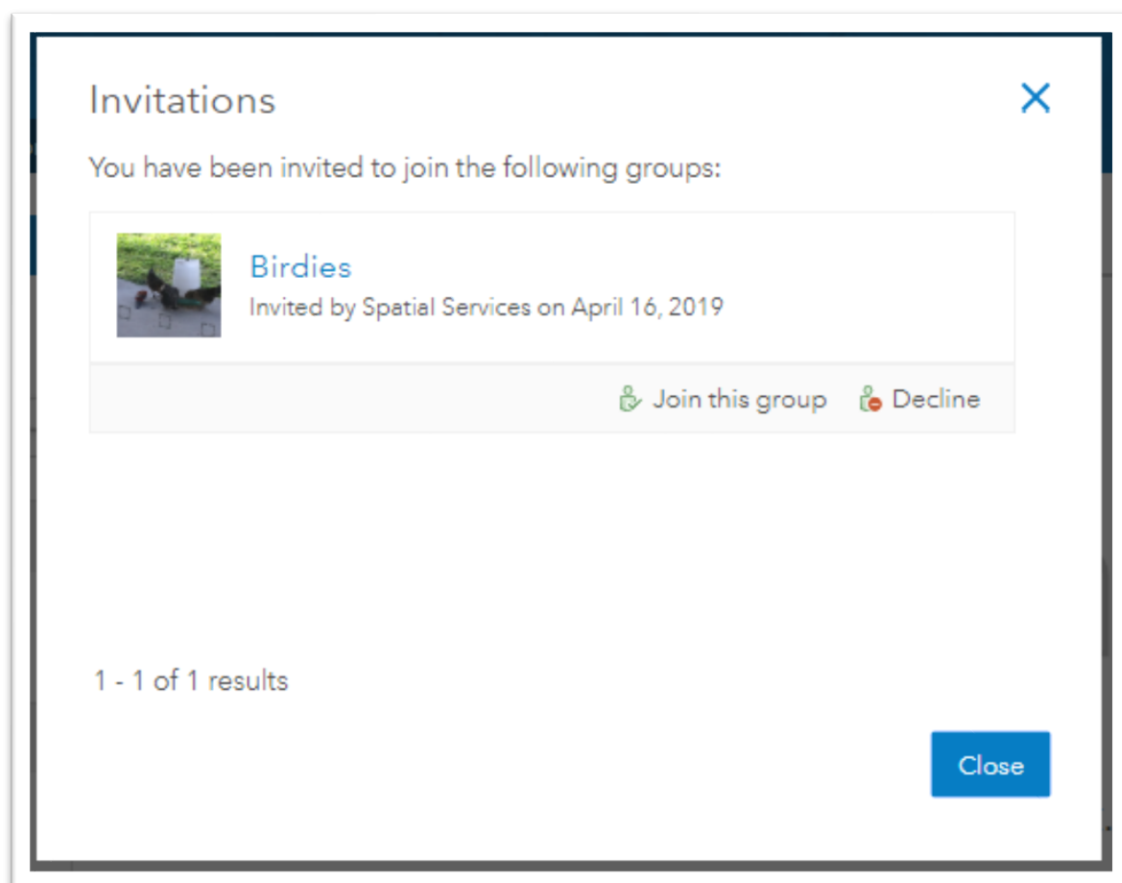 Invitations
You have been invited to join the following groups:
Birdies
Invited by Spatial Services on April 16, 2019
Join this group Decline
1 - 1 of 1 results
Close